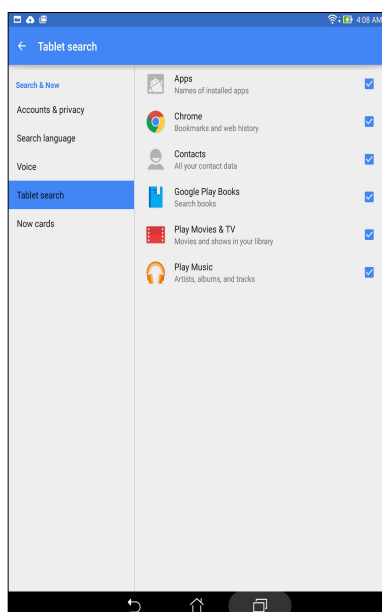 4:08 AM
Tablet search
Search & Now
Accounts & privacy
Search language
Voice
Tablet search
Now cards
Apps
Names of installed apps
Chrome
Bookmarks and web history
Contacts
All your contact data
Google Play Books
Search books
Play Movies & TV
Movies and shows in your library
Play Music
Artists, albums, and tracks